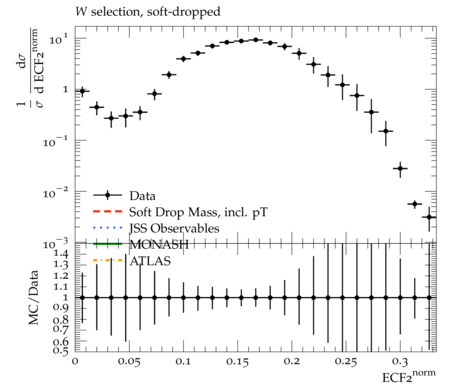 W selection, soft-dropped
1/σ dσ/d ECF2^norm
10^1
1
10^−1
10^−2
10^−3
Data
Soft Drop Mass, incl. pT
JSS Observables
MONASH
ATLAS
MC/Data
1.4
1.3
1.2
1.1
1
0.9
0.8
0.7
0.6
0.5
0 0.05 0.1 0.15 0.2 0.25 0.3
ECF2^norm